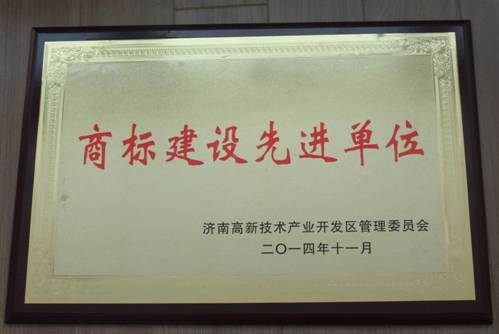 商标建设先进单位
济南高新技术产业开发区管理委员会
二〇一四年十一月